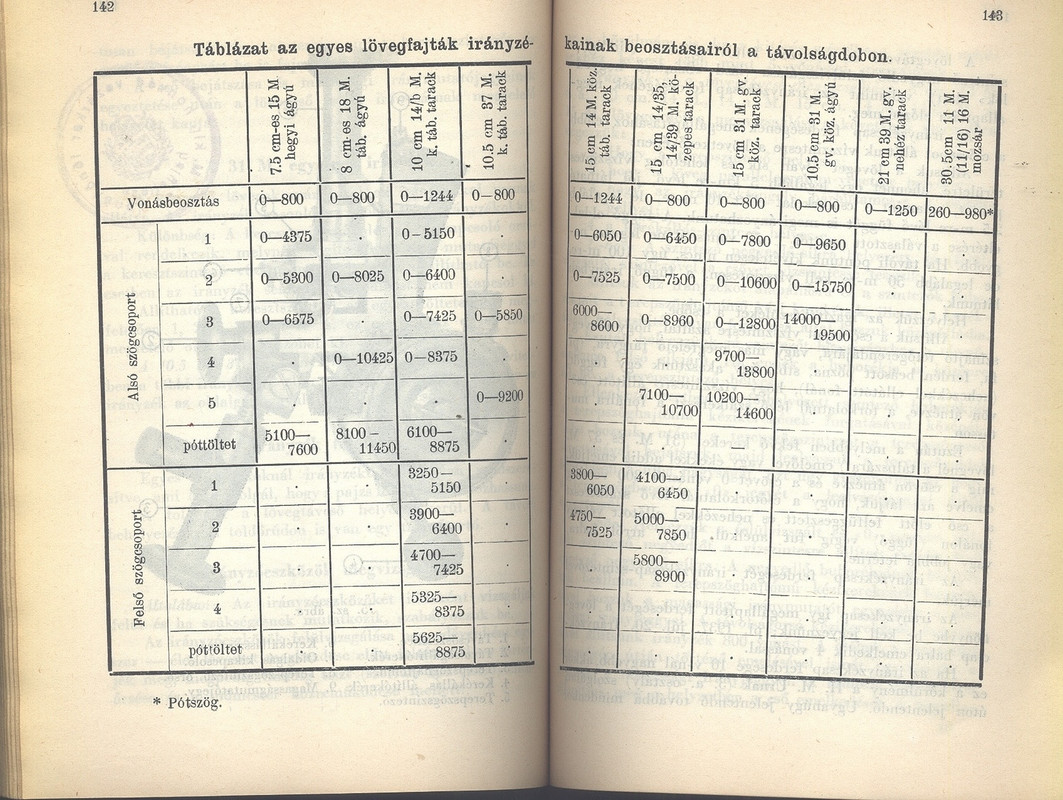 142
Táblázat az egyes lövegfajták irányzé-
7.5 cm-es 15 M. hegyi ágyú
8 cm-es 18 M. táb. ágyú
10 cm 14/b M. k. táb. tarack
10.5 cm 37 M. k. táb. tarack
Vonásbeosztás 0—800 0—800 0—1244 0—800
Alsó szögcsoport
1 0—4375 . 0—5150 .
2 0—5300 0—8025 0—6400 .
3 0—6575 . 0—7425 0—5850
4 . 0—10425 0—8375 .
5 . . . 0—9200
póttöltet 5100—7600 8100—11450 6100—8875 .
Felső szögcsoport
1 . . 3250—5150 .
2 . . 3900—6400 .
3 . . 4700—7425 .
4 . . 5325—8375 .
póttöltet . . 5625—8875 .
* Pótszög.
143
kainak beosztásairól a távolságdobon.
15 cm 14 M. köz. táb. tarack
15 cm 14/35, 14/39 M. kö- zepes tarack
15 cm 31 M. gv. köz. tarack
10.5 cm 31 M. gv. köz. ágyú
21 cm 39 M. gv. nehéz tarack
30.5 cm 11 M. (11/16) 16 M. mozsár
0—1244 0—800 0—800 0—800 0—1250 260—980*
0—6050 0—6450 0—7800 0—9650 . .
0—7525 0—7500 0—10600 0—15750 . .
6000—8600 0—8960 0—12800 14000—19500 . .
. . 9700—13800 . . .
. 7100—10700 10200—14600 . . .
. . . . . .
3800—6050 4100—6450 . . . .
4750—7525 5000—7850 . . . .
. 5800—8900 . . . .
. . . . . .
. . . . . .